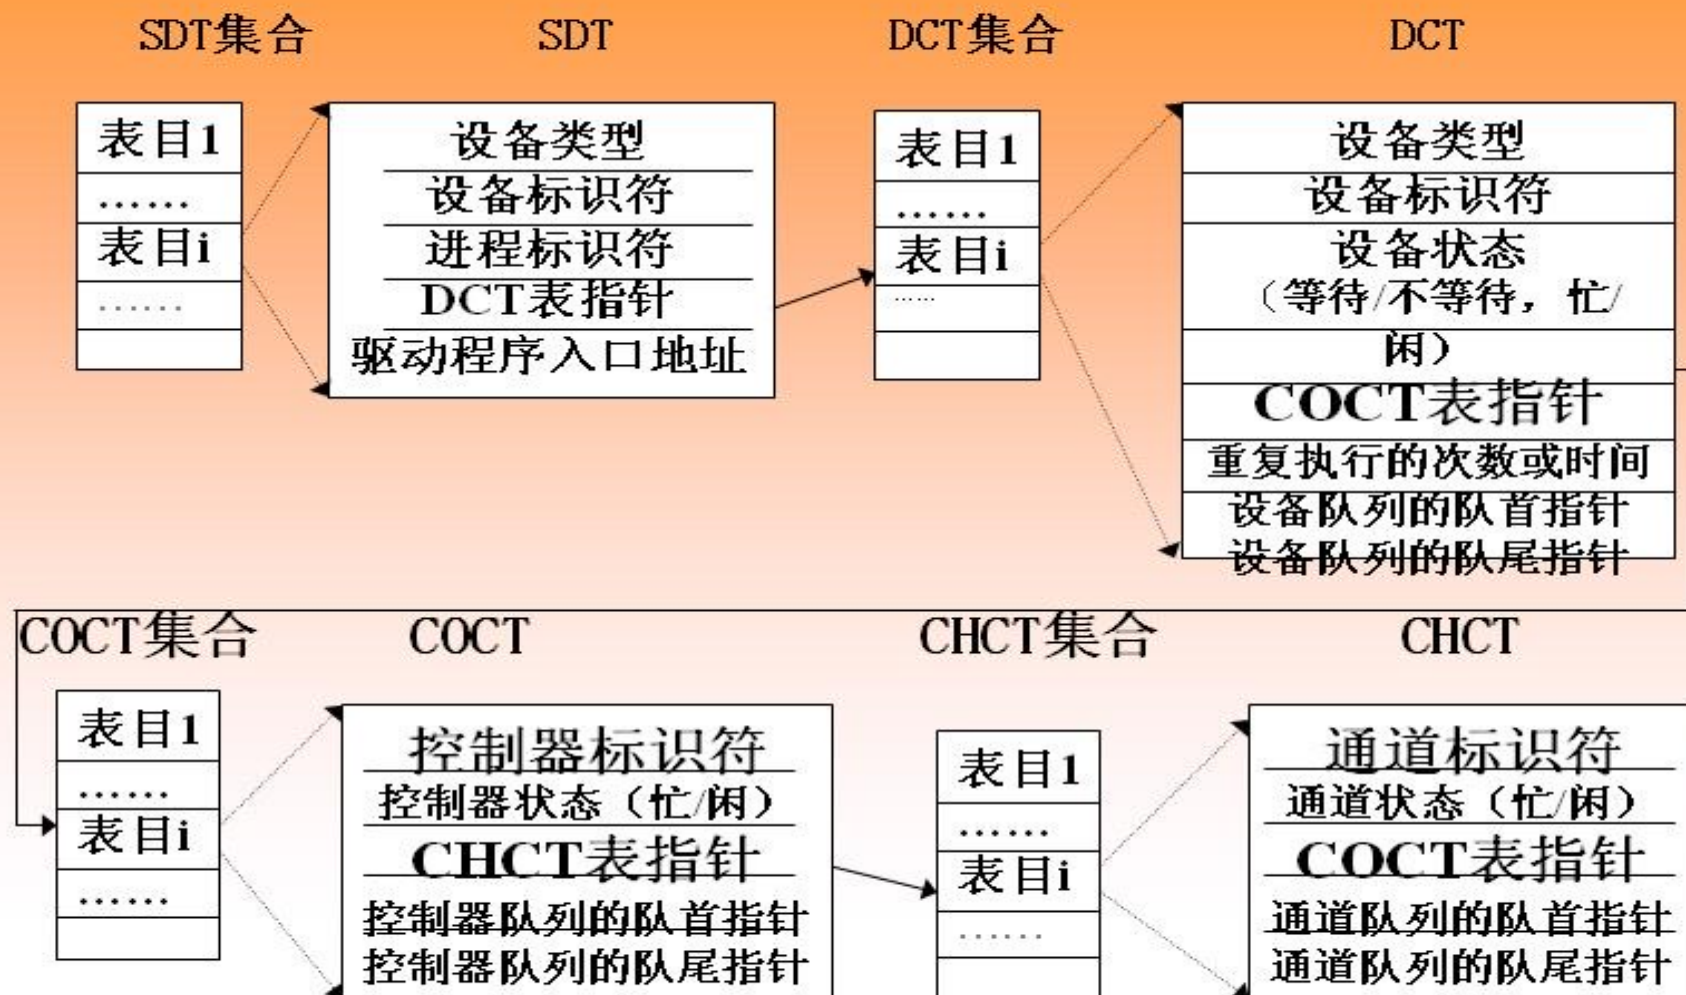 SDT集合
SDT
DCT集合
DCT
表目1
……
表目i
……
设备类型
设备标识符
进程标识符
DCT表指针
驱动程序入口地址
表目1
……
表目i
……
设备类型
设备标识符
设备状态
（等待/不等待，忙/
闲）
COCT表指针
重复执行的次数或时间
设备队列的队首指针
设备队列的队尾指针
COCT集合
COCT
CHCT集合
CHCT
表目1
……
表目i
……
控制器标识符
控制器状态（忙/闲）
CHCT表指针
控制器队列的队首指针
控制器队列的队尾指针
表目1
……
表目i
……
通道标识符
通道状态（忙/闲）
COCT表指针
通道队列的队首指针
通道队列的队尾指针